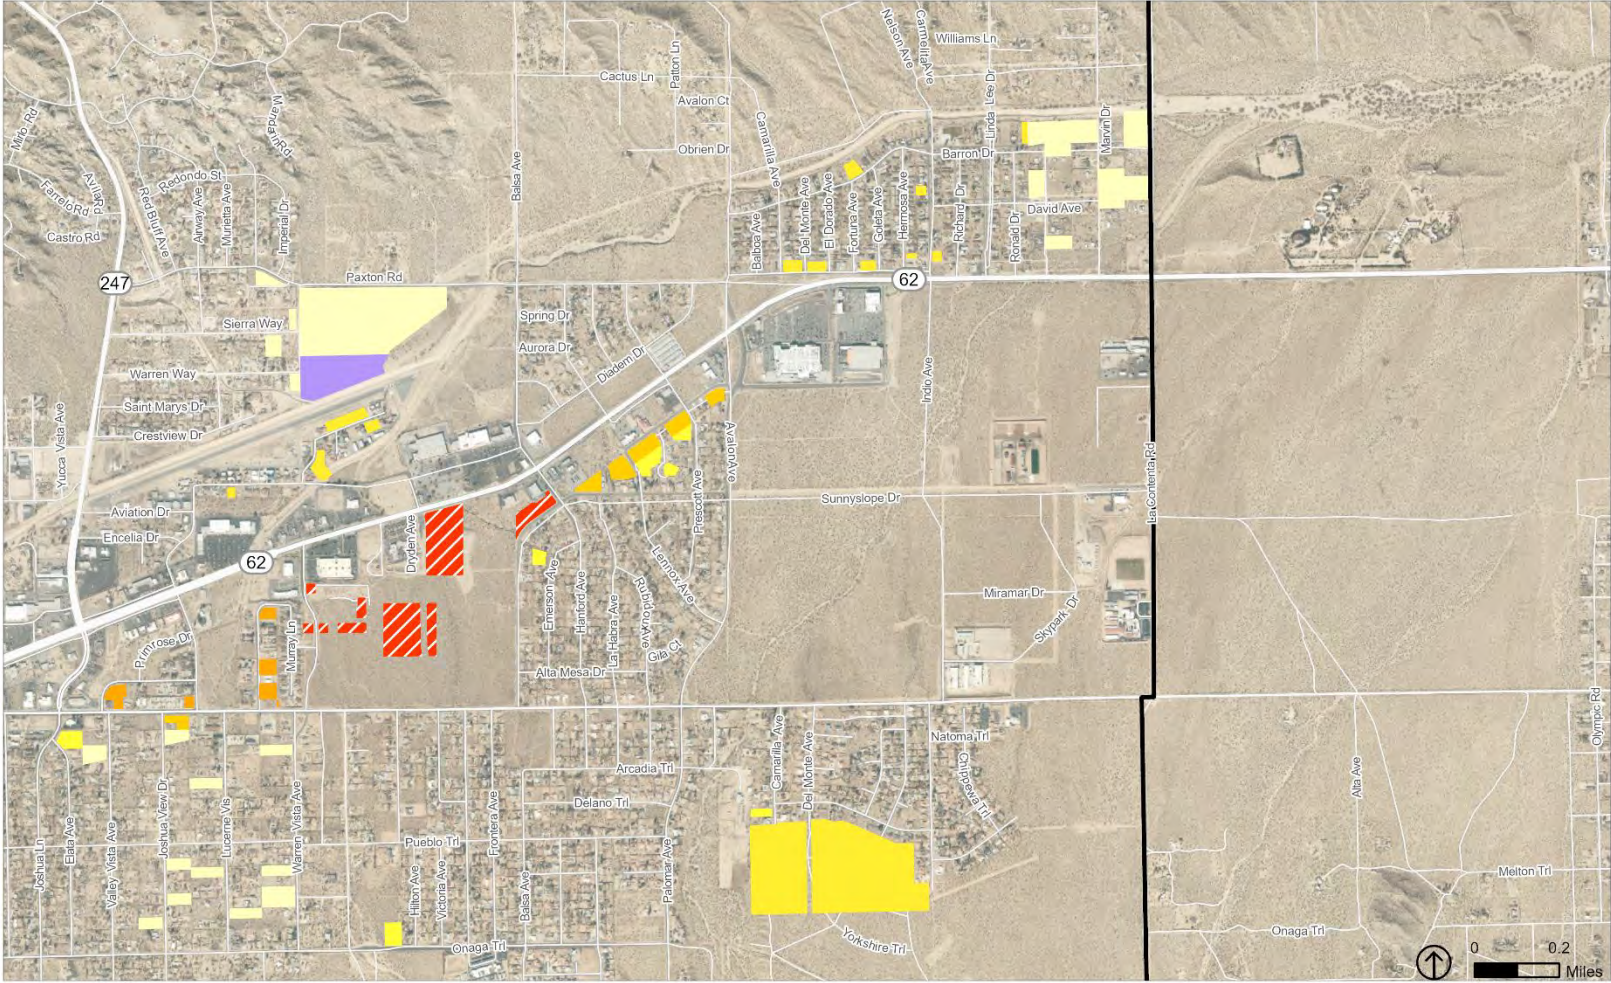 Williams Ln
Nelson Ave
Carmelita Ave
Patton Ln
Cactus Ln
Linda Lee Dr
Avalon Ct
Mandarin Rd
Mirlo Rd
Marvin Dr
Camarilla Ave
Obrien Dr
Barron Dr
Balsa Ave
Redondo St
Avila Rd
Farrelo Rd
Red Bluff Ave
Airway Ave
Murrietta Ave
Imperial Dr
Castro Rd
Balboa Ave
Del Monte Ave
El Dorado Ave
Fortuna Ave
Goleta Ave
Hermosa Ave
Richard Dr
Ronald Dr
David Ave
247
Paxton Rd
62
Sierra Way
Spring Dr
Aurora Dr
Diadem Dr
Warren Way
Indio Ave
Saint Marys Dr
Crestview Dr
Yucca Vista Ave
Avalon Ave
Prescott Ave
La Contenta Rd
Sunnyslope Dr
Aviation Dr
Encelia Dr
Dryden Ave
62
Emerson Ave
Hanford Ave
La Habra Ave
Rubidoux Ave
Lennox Ave
Gila Ct
Miramar Dr
Skypark Dr
Primrose Dr
Murray Ln
Alta Mesa Dr
Olympic Rd
Camarilla Ave
Del Monte Ave
Natoma Trl
Chippewa Trl
Arcadia Trl
Delano Trl
Alta Ave
Joshua Ln
Elata Ave
Valley Vista Ave
Joshua View Dr
Lucerne Vis
Warren Vista Ave
Pueblo Trl
Frontera Ave
Hilton Ave
Victoria Ave
Balsa Ave
Palomar Ave
Melton Trl
Onaga Trl
Yorkshire Trl
Onaga Trl
0 0.2
Miles